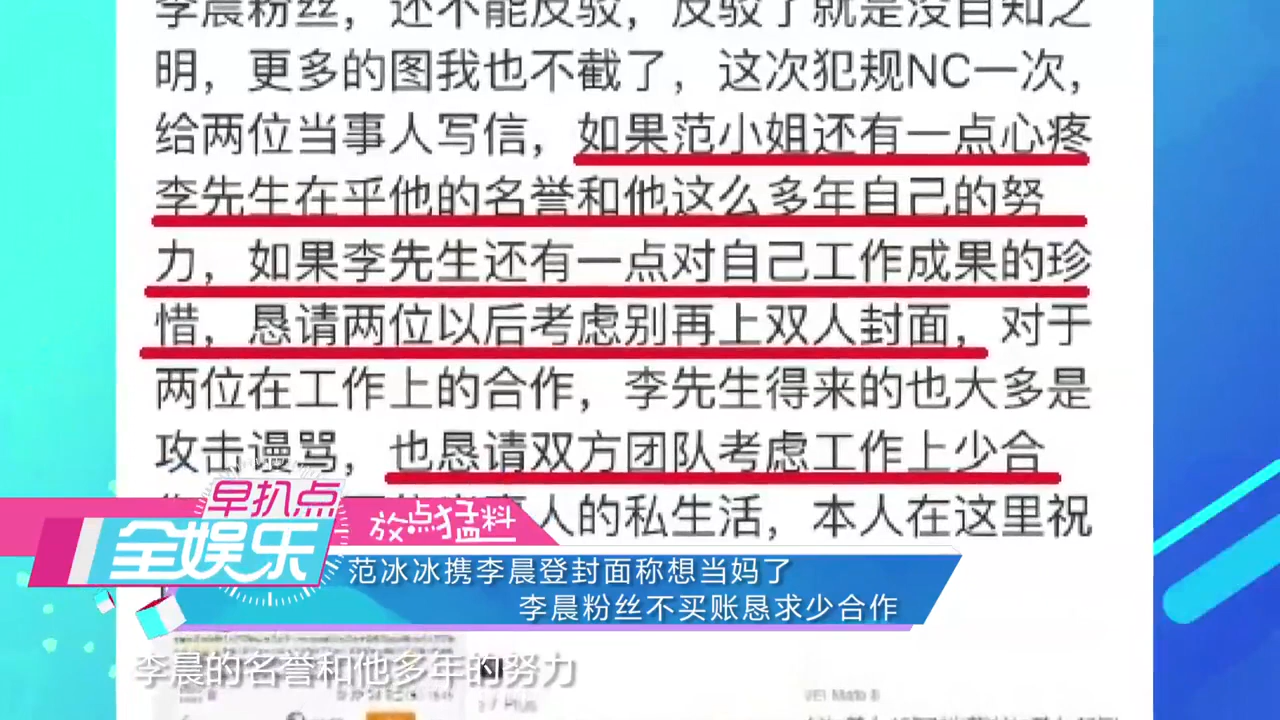 李晨粉丝，还不能反驳，反驳了就是没自知之
明，更多的图我也不截了，这次犯规NC一次，
给两位当事人写信，如果范小姐还有一点心疼
李先生在乎他的名誉和他这么多年自己的努
力，如果李先生还有一点对自己工作成果的珍
惜，恳请两位以后考虑别再上双人封面，对于
两位在工作上的合作，李先生得来的也大多是
攻击谩骂，也恳请双方团队考虑工作上少合
人的私生活，本人在这里祝
早扒点
全娱乐
放点猛料
范冰冰携李晨登封面称想当妈了
李晨粉丝不买账恳求少合作
李晨的名誉和他多年的努力